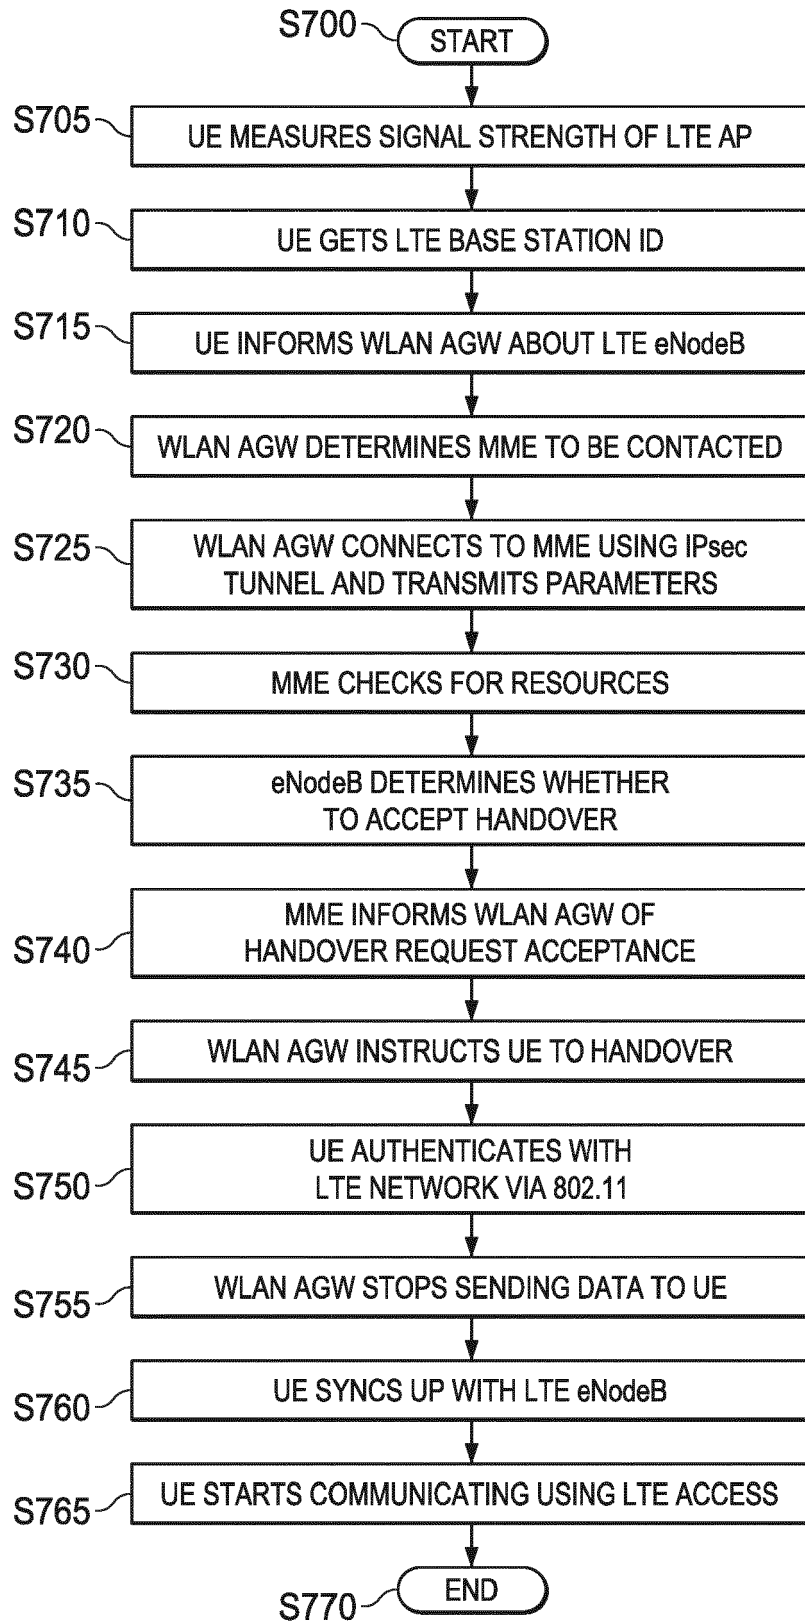 S700
START
S705
UE MEASURES SIGNAL STRENGTH OF LTE AP
S710
UE GETS LTE BASE STATION ID
S715
UE INFORMS WLAN AGW ABOUT LTE eNodeB
S720
WLAN AGW DETERMINES MME TO BE CONTACTED
S725
WLAN AGW CONNECTS TO MME USING IPsec
TUNNEL AND TRANSMITS PARAMETERS
S730
MME CHECKS FOR RESOURCES
S735
eNodeB DETERMINES WHETHER
TO ACCEPT HANDOVER
S740
MME INFORMS WLAN AGW OF
HANDOVER REQUEST ACCEPTANCE
S745
WLAN AGW INSTRUCTS UE TO HANDOVER
S750
UE AUTHENTICATES WITH
LTE NETWORK VIA 802.11
S755
WLAN AGW STOPS SENDING DATA TO UE
S760
UE SYNCS UP WITH LTE eNodeB
S765
UE STARTS COMMUNICATING USING LTE ACCESS
S770
END